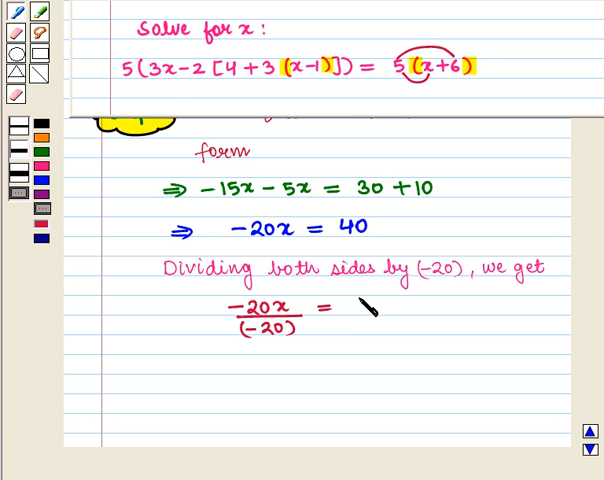 Solve for x :
5(3x-2[4+3(x-1)]) = 5(x+6)
form
⇒ -15x - 5x = 30 + 10
⇒ -20x = 40
Dividing both sides by (-20), we get
-20x/(-20) =